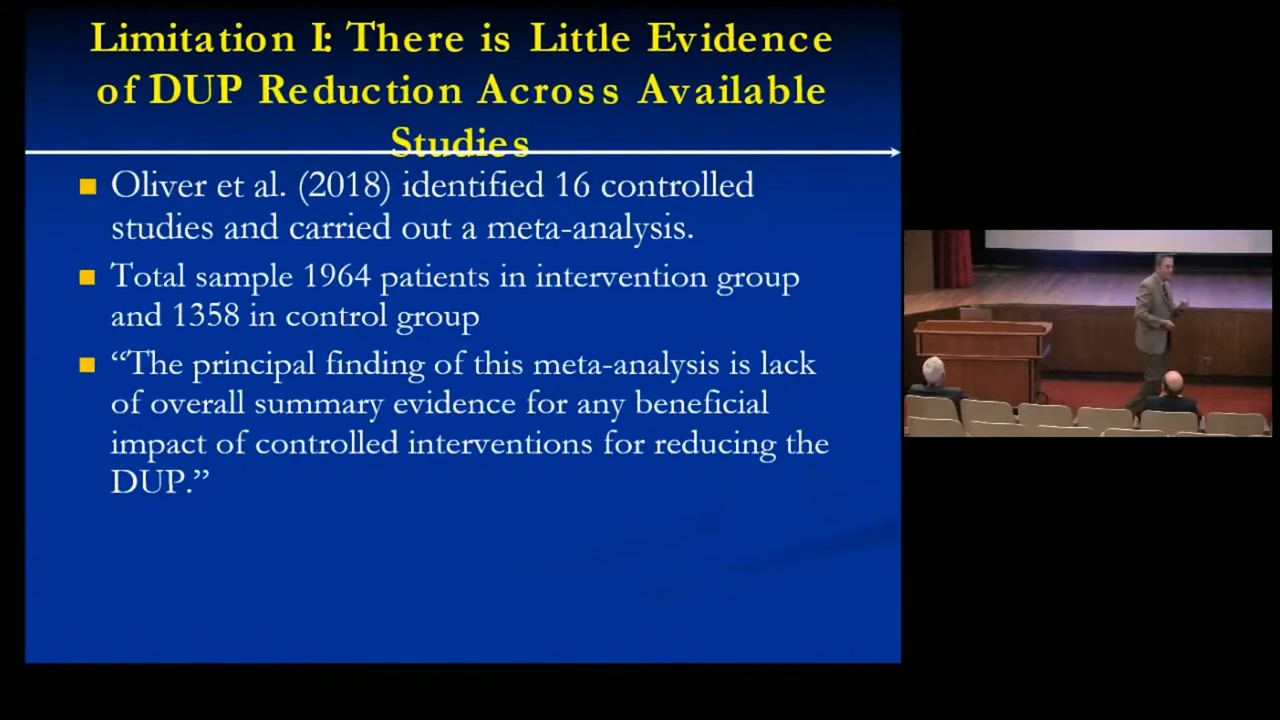 Limitation I: There is Little Evidence
of DUP Reduction Across Available
Studies
Oliver et al. (2018) identified 16 controlled
studies and carried out a meta-analysis.
Total sample 1964 patients in intervention group
and 1358 in control group
“The principal finding of this meta-analysis is lack
of overall summary evidence for any beneficial
impact of controlled interventions for reducing the
DUP.”